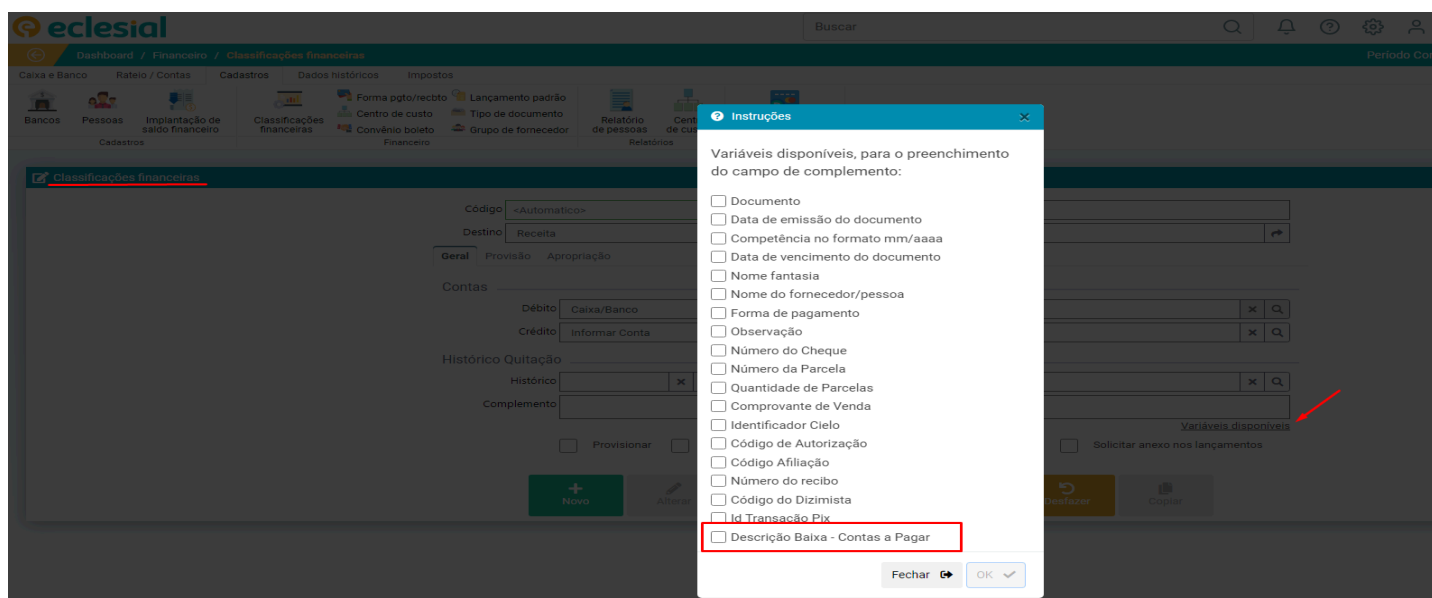 eclesial
Buscar
Dashboard / Financeiro / Classificações financeiras
Período Con
Caixa e Banco Rateio / Contas Cadastros Dados históricos Impostos
Bancos
Pessoas
Implantação de
saldo financeiro
Cadastros
Classificações
financeiras
Forma pgto/recbto
Lançamento padrão
Centro de custo
Tipo de documento
Convênio boleto
Grupo de fornecedor
Financeiro
Relatório
de pessoas
Cent
de cus
Relatórios
Classificações financeiras
Código <Automatico>
Destino Receita
Geral Provisão Apropriação
Contas
Débito Caixa/Banco
Crédito Informar Conta
Histórico Quitação
Histórico
Complemento
Variáveis disponíveis
Provisionar
Solicitar anexo nos lançamentos
Novo
Alterar
Desfazer
Copiar
Instruções
Variáveis disponíveis, para o preenchimento
do campo de complemento:
Documento
Data de emissão do documento
Competência no formato mm/aaaa
Data de vencimento do documento
Nome fantasia
Nome do fornecedor/pessoa
Forma de pagamento
Observação
Número do Cheque
Número da Parcela
Quantidade de Parcelas
Comprovante de Venda
Identificador Cielo
Código de Autorização
Código Afiliação
Número do recibo
Código do Dizimista
Id Transação Pix
Descrição Baixa - Contas a Pagar
Fechar
OK